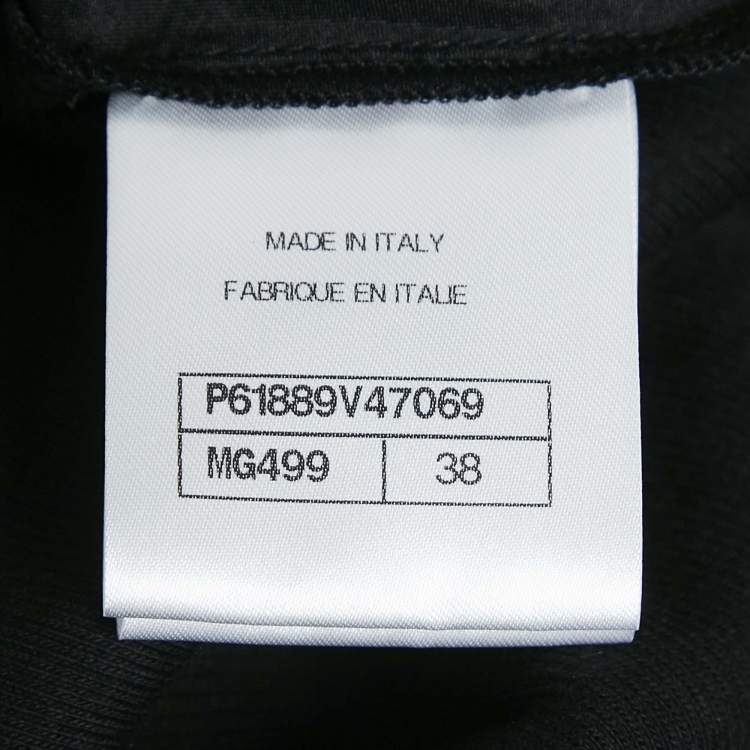 MADE IN ITALY
FABRIQUE EN ITALIE
P61889V47069
MG499 38